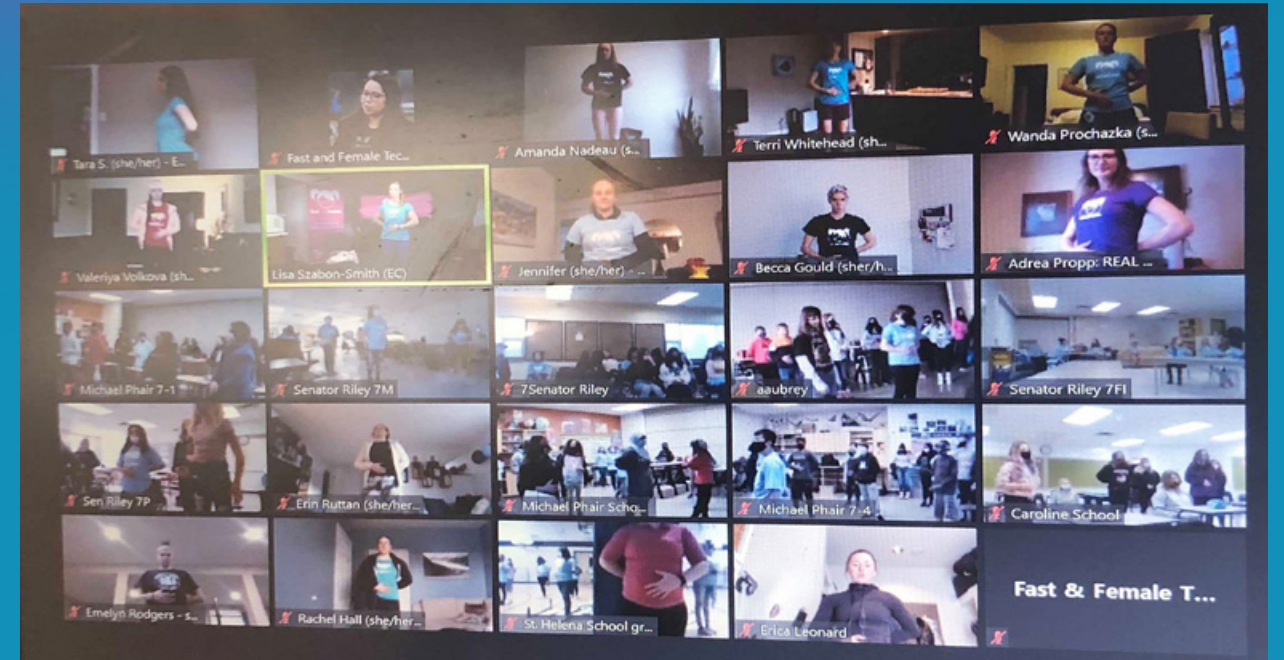 Tara S. (she/her) - E...
Fast and Female Tec...
Amanda Nadeau (s...
Terri Whitehead (sh...
Wanda Prochazka (s...
Valeriya Volkova (sh...
Lisa Szabon-Smith (EC)
Jennifer (she/her) - ...
Becca Gould (sher/h...
Adrea Propp: REAL ...
Michael Phair 7-1
Senator Riley 7M
7Senator Riley
aaubrey
Senator Riley 7FI
Sen Riley 7P
Erin Ruttan (she/her...
Michael Phair Scho...
Michael Phair 7-4
Caroline School
Emelyn Rodgers - s...
Rachel Hall (she/her...
St. Helena School gr...
Erica Leonard
Fast & Female T...